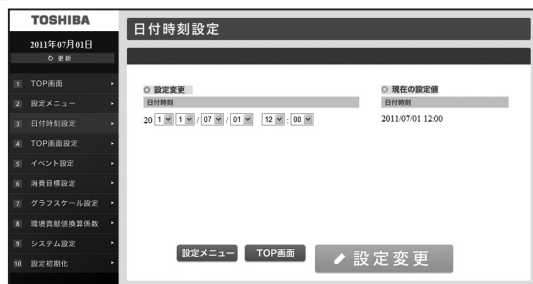 TOSHIBA
2011年07月01日
更新
1 TOP画面
2 設定メニュー
3 日付時刻設定
4 TOP画面設定
5 イベント設定
6 消費目標設定
7 グラフスケール設定
8 環境貢献値換算係数
9 システム設定
10 設定初期化
日付時刻設定
設定変更
日付時刻
20 1 1 / 07 / 01 12 : 00
現在の設定値
日付時刻
2011/07/01 12:00
設定メニュー TOP画面 設定変更